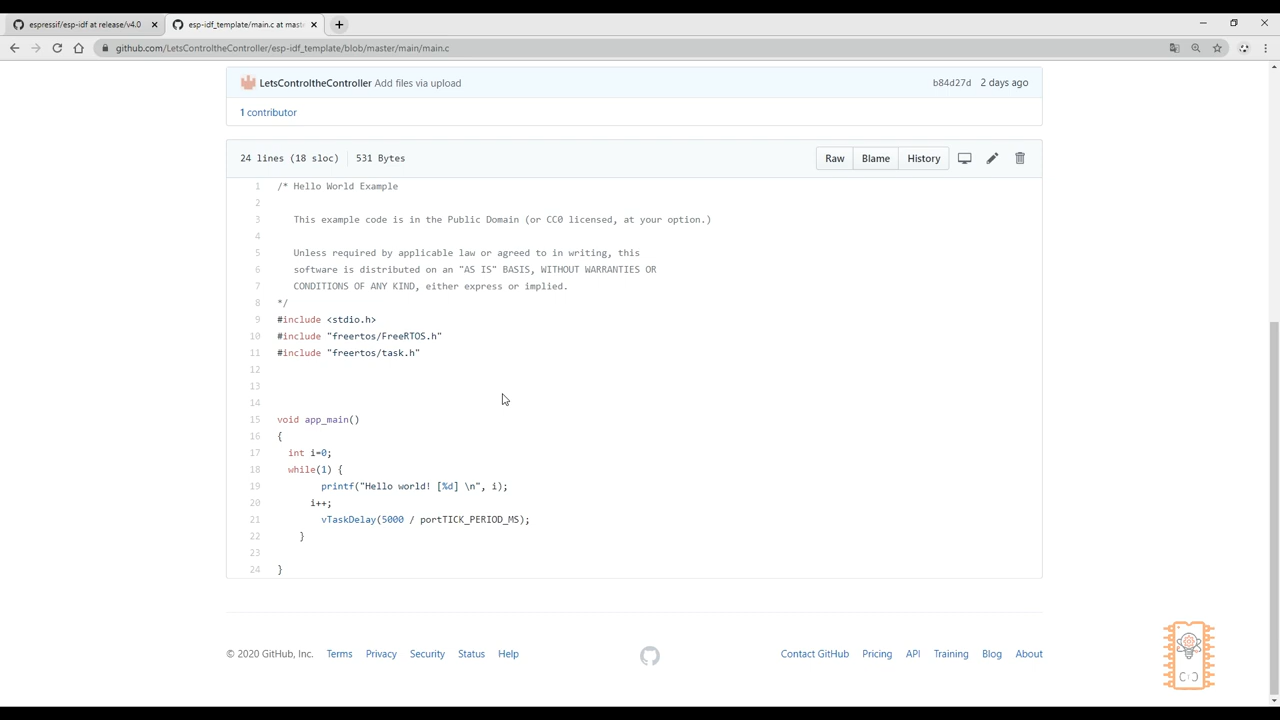 espressif/esp-idf at release/v4.0
esp-idf_template/main.c at mast
github.com/LetsControltheController/esp-idf_template/blob/master/main/main.c
LetsControltheController Add files via upload
b84d27d 2 days ago
1 contributor
24 lines (18 sloc) 531 Bytes
Raw Blame History
1 /* Hello World Example
2
3 This example code is in the Public Domain (or CC0 licensed, at your option.)
4
5 Unless required by applicable law or agreed to in writing, this
6 software is distributed on an "AS IS" BASIS, WITHOUT WARRANTIES OR
7 CONDITIONS OF ANY KIND, either express or implied.
8 */
9 #include <stdio.h>
10 #include "freertos/FreeRTOS.h"
11 #include "freertos/task.h"
12
13
14
15 void app_main()
16 {
17 int i=0;
18 while(1) {
19 printf("Hello world! [%d] \n", i);
20 i++;
21 vTaskDelay(5000 / portTICK_PERIOD_MS);
22 }
23
24 }
© 2020 GitHub, Inc. Terms Privacy Security Status Help
Contact GitHub Pricing API Training Blog About